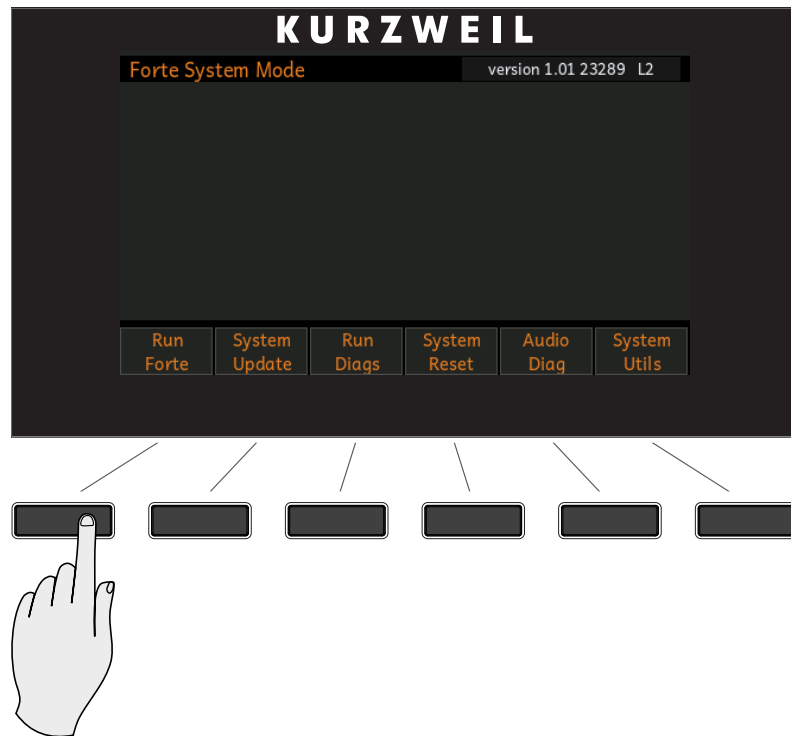 KURZWEIL
Forte System Mode version 1.01 23289 L2
Run System Run System Audio System
Forte Update Diags Reset Diag Utils